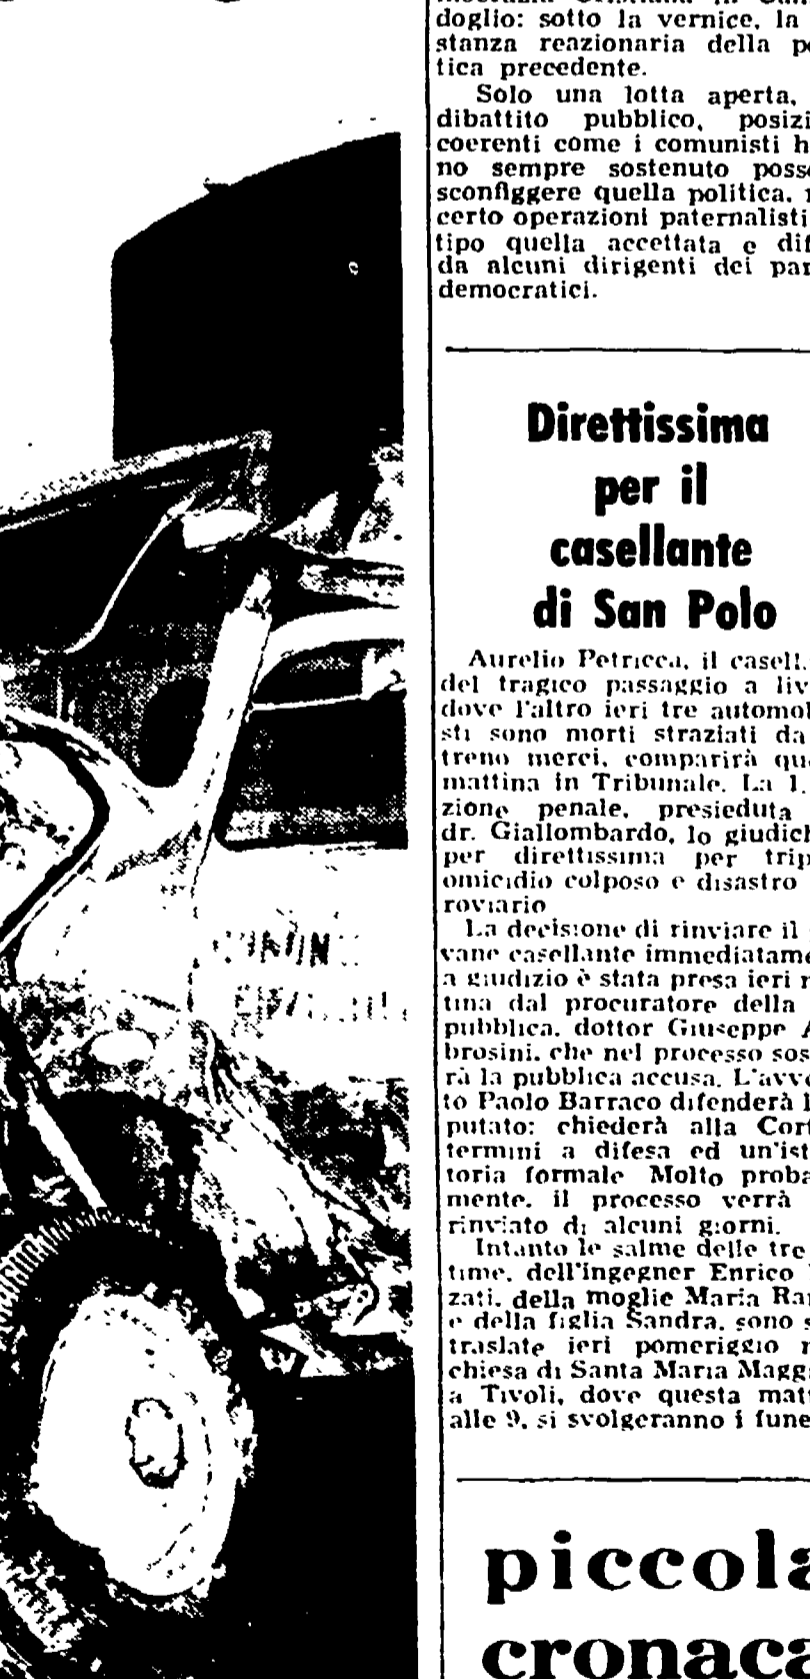 doglio: sotto la vernice, la
stanza reazionaria della
tica precedente.
Solo una lotta aperta,
dibattito pubblico, posizi
coerenti come i comunisti h
no sempre sostenuto poss
sconfiggere quella politica,
certo operazioni paternalisti
tipo quella accettata e dif
da alcuni dirigenti dei par
democratici.
Direttissima
per il
casellante
di San Polo
Aurelio Petricca, il casell.
del tragico passaggio a liv
dove l'altro ieri tre automo
sti sono morti straziati da
treno merci, comparirà qu
mattina in Tribunale. La 1.
zione penale, presieduta
dr. Giallombardo, lo giudich
per direttissima per trip
omicidio colposo e disastro
roviario
La decisione di rinviare il
vane casellante immediatam
a giudizio è stata presa ieri
tina dal procuratore della
pubblica, dottor Giuseppe A
brosini, che nel processo sos
rà la pubblica accusa. L'avv
to Paolo Barraco difenderà l
putato: chiederà alla Cort
termini a difesa ed un'ist
toria formale Molto proba
mente, il processo verrà
rinviato di alcuni giorni.
Intanto le salme delle tre
time, dell'ingegner Enrico
zati, della moglie Maria Ra
e della figlia Sandra, sono s
traslate ieri pomeriggio
chiesa di Santa Maria Magg
a Tivoli, dove questa matt
alle 9, si svolgeranno i fune
piccola
cronaca